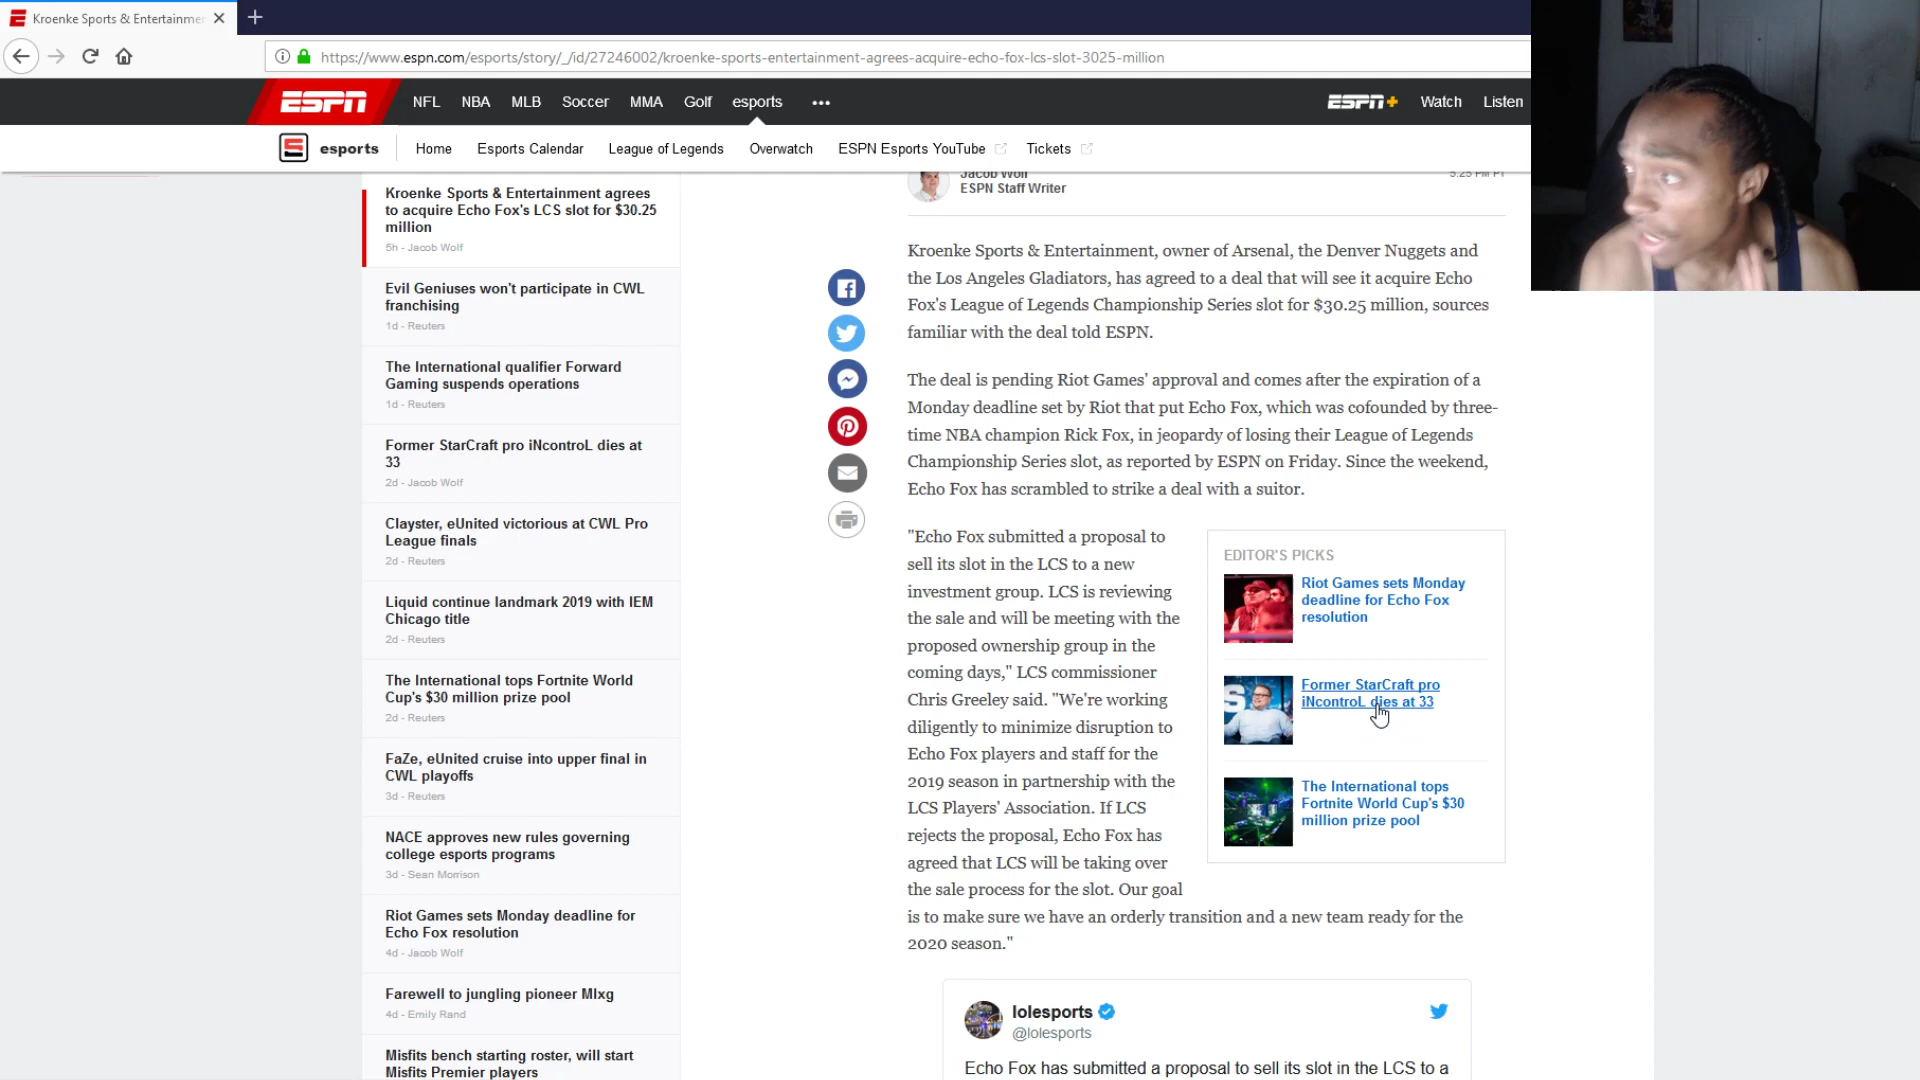 Kroenke Sports & Entertainme
https://www.espn.com/esports/story/_/id/27246002/kroenke-sports-entertainment-agrees-acquire-echo-fox-lcs-slot-3025-million
ESPN NFL NBA MLB Soccer MMA Golf esports ESPN+ Watch Listen
esports Home Esports Calendar League of Legends Overwatch ESPN Esports YouTube Tickets
Kroenke Sports & Entertainment agrees
to acquire Echo Fox's LCS slot for $30.25
million
5h - Jacob Wolf
Evil Geniuses won't participate in CWL
franchising
1d - Reuters
The International qualifier Forward
Gaming suspends operations
1d - Reuters
Former StarCraft pro iNcontroL dies at
33
2d - Jacob Wolf
Clayster, eUnited victorious at CWL Pro
League finals
2d - Reuters
Liquid continue landmark 2019 with IEM
Chicago title
2d - Reuters
The International tops Fortnite World
Cup's $30 million prize pool
2d - Reuters
FaZe, eUnited cruise into upper final in
CWL playoffs
3d - Reuters
NACE approves new rules governing
college esports programs
3d - Sean Morrison
Riot Games sets Monday deadline for
Echo Fox resolution
4d - Jacob Wolf
Farewell to jungling pioneer Mlxg
4d - Emily Rand
Misfits bench starting roster, will start
Misfits Premier players
Jacob Wolf
ESPN Staff Writer
5:25 PM PT
Kroenke Sports & Entertainment, owner of Arsenal, the Denver Nuggets and
the Los Angeles Gladiators, has agreed to a deal that will see it acquire Echo
Fox's League of Legends Championship Series slot for $30.25 million, sources
familiar with the deal told ESPN.
The deal is pending Riot Games' approval and comes after the expiration of a
Monday deadline set by Riot that put Echo Fox, which was cofounded by three-
time NBA champion Rick Fox, in jeopardy of losing their League of Legends
Championship Series slot, as reported by ESPN on Friday. Since the weekend,
Echo Fox has scrambled to strike a deal with a suitor.
"Echo Fox submitted a proposal to
sell its slot in the LCS to a new
investment group. LCS is reviewing
the sale and will be meeting with the
proposed ownership group in the
coming days," LCS commissioner
Chris Greeley said. "We're working
diligently to minimize disruption to
Echo Fox players and staff for the
2019 season in partnership with the
LCS Players' Association. If LCS
rejects the proposal, Echo Fox has
agreed that LCS will be taking over
the sale process for the slot. Our goal
is to make sure we have an orderly transition and a new team ready for the
2020 season."
EDITOR'S PICKS
Riot Games sets Monday
deadline for Echo Fox
resolution
Former StarCraft pro
iNcontroL dies at 33
The International tops
Fortnite World Cup's $30
million prize pool
lolesports
@lolesports
Echo Fox has submitted a proposal to sell its slot in the LCS to a